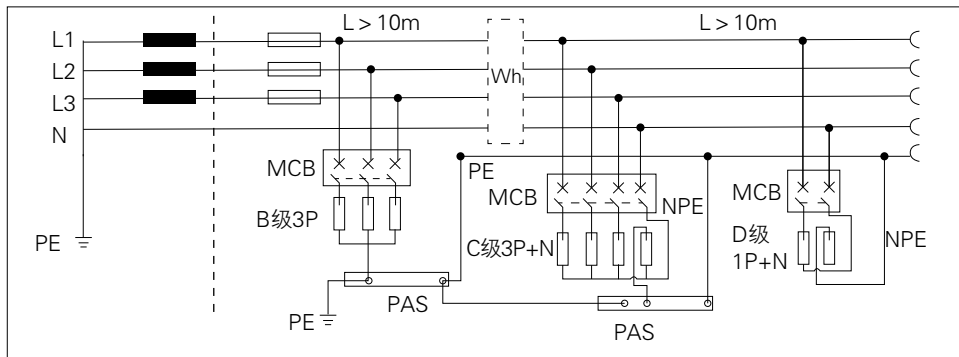 L > 10m
L > 10m
L1
L2
L3
N
Wh
MCB
PE
MCB
NPE
MCB
B级3P
C级3P+N
D级
1P+N
NPE
PE
PAS
PE
PAS